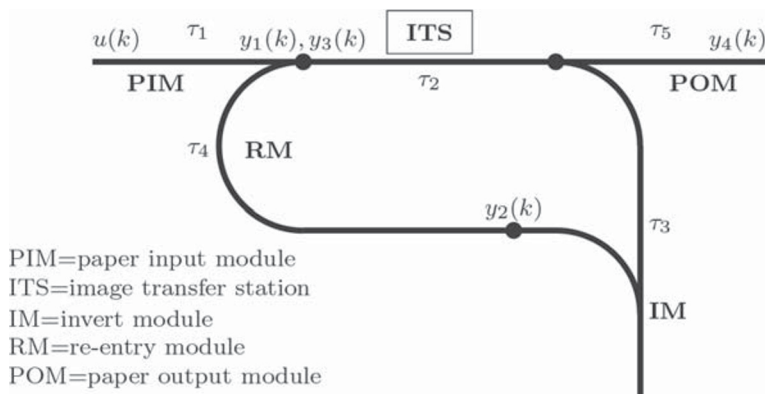 ITS
u(k)
τ₁
y₁(k), y₃(k)
τ₅
y₄(k)
PIM
τ₂
POM
τ₄
RM
y₂(k)
τ₃
IM
PIM=paper input module
ITS=image transfer station
IM=invert module
RM=re-entry module
POM=paper output module